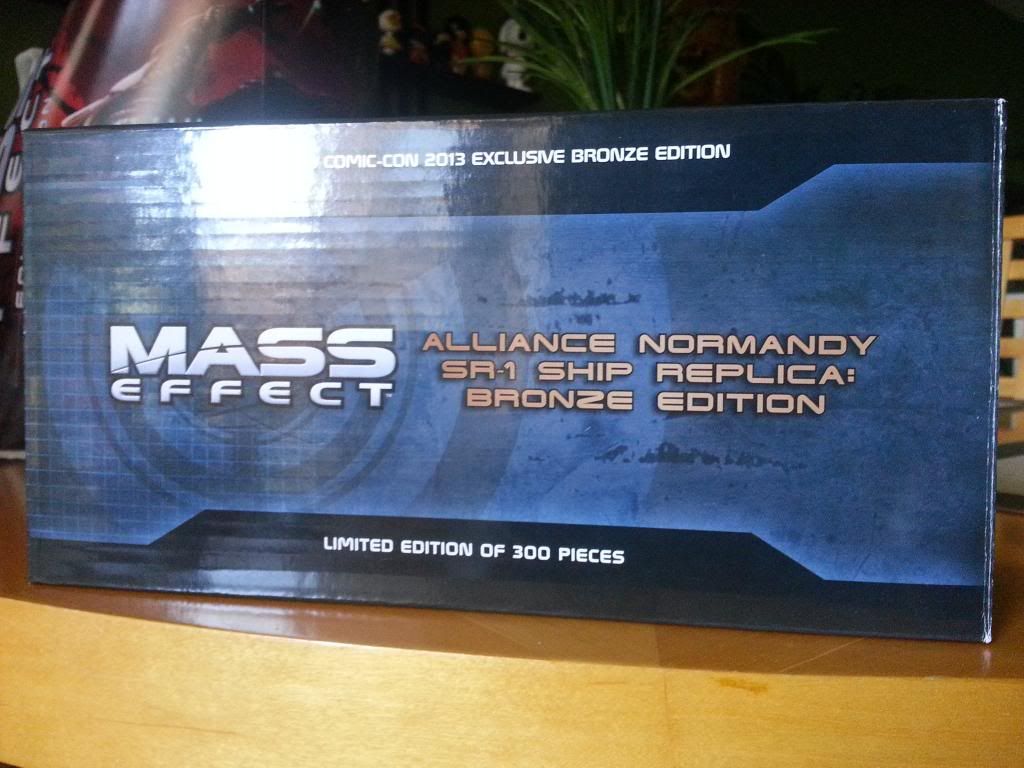 COMIC-CON 2013 EXCLUSIVE BRONZE EDITION
MASS
EFFECT
ALLIANCE NORMANDY
SR-1 SHIP REPLICA:
BRONZE EDITION
LIMITED EDITION OF 300 PIECES